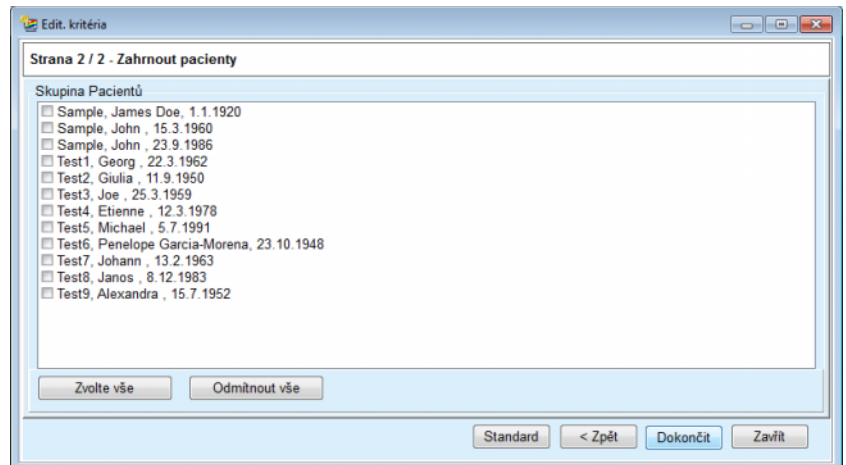 Edit. kritéria
Strana 2 / 2 - Zahrnout pacienty
Skupina Pacientů
Sample, James Doe, 1.1.1920
Sample, John , 15.3.1960
Sample, John , 23.9.1986
Test1, Georg , 22.3.1962
Test2, Giulia , 11.9.1950
Test3, Joe , 25.3.1959
Test4, Etienne , 12.3.1978
Test5, Michael , 5.7.1991
Test6, Penelope Garcia-Morena, 23.10.1948
Test7, Johann , 13.2.1963
Test8, Janos , 8.12.1983
Test9, Alexandra , 15.7.1952
Zvolte vše Odmítnout vše
Standard < Zpět Dokončit Zavřít